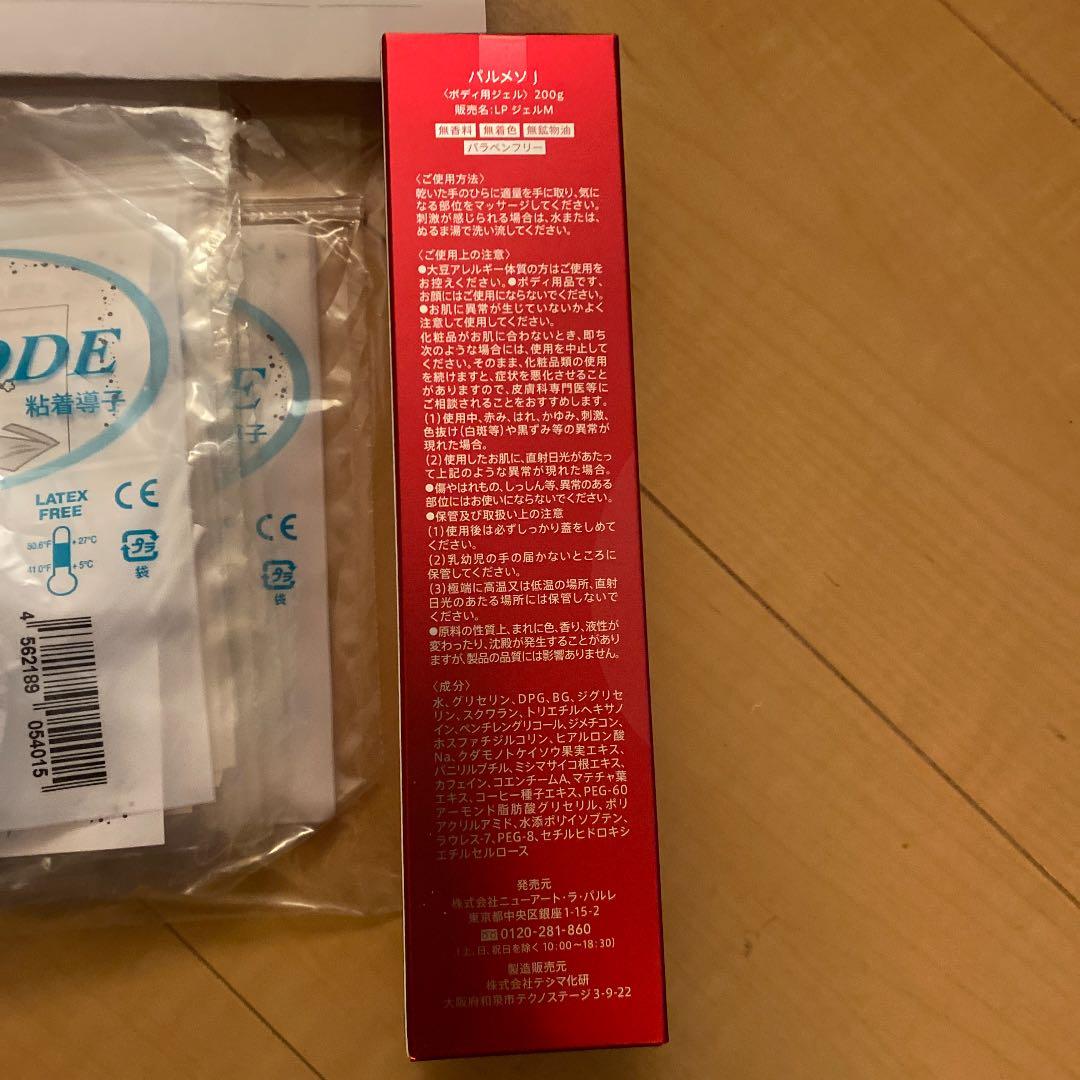 パルメソ J
〈ボディ用ジェル〉 200g
販売名:LP ジェルM
無香料 無着色 無鉱物油
パラベンフリー
〈ご使用方法〉
乾いた手のひらに適量を手に取り、気に
なる部位をマッサージしてください。
刺激が感じられる場合は、水または、
ぬるま湯で洗い流してください。
〈ご使用上の注意〉
●大豆アレルギー体質の方はご使用を
お控えください。●ボディ用品です、
お顔にはご使用にならないでください。
●お肌に異常が生じていないかよく
注意して使用してください。
化粧品がお肌に合わないとき、即ち
次のような場合には、使用を中止して
ください。そのまま、化粧品類の使用
を続けますと、症状を悪化させること
がありますので、皮膚科専門医等に
ご相談されることをおすすめします。
(1)使用中、赤み、はれ、かゆみ、刺激、
色抜け(白斑等)や黒ずみ等の異常が
現れた場合。
(2)使用したお肌に、直射日光があたっ
て上記のような異常が現れた場合。
●傷やはれもの、しっしん等、異常のある
部位にはお使いにならないでください。
●保管及び取扱い上の注意
(1)使用後は必ずしっかり蓋をしめて
ください。
(2)乳幼児の手の届かないところに
保管してください。
(3)極端に高温又は低温の場所、直射
日光のあたる場所には保管しないで
ください。
●原料の性質上、まれに色、香り、液性が
変わったり、沈殿が発生することがあり
ますが、製品の品質には影響ありません。
〈成分〉
水、グリセリン、DPG、BG、ジグリセ
リン、スクワラン、トリエチルヘキサノ
イン、ペンチレングリコール、ジメチコン、
ホスファチジルコリン、ヒアルロン酸
Na、クダモノトケイソウ果実エキス、
バニリルブチル、ミシマサイコ根エキス、
カフェイン、コエンチームA、マテチャ葉
エキス、コーヒー種子エキス、PEG-60
アーモンド脂肪酸グリセリル、ポリ
アクリルアミド、水添ポリイソブテン、
ラウレス-7、PEG-8、セチルヒドロキシ
エチルセルロース
発売元
株式会社ニューアート・ラ・パルレ
東京都中央区銀座1-15-2
0120-281-860
(土、日、祝日を除く 10:00〜18:30)
製造販売元
株式会社テシマ化研
大阪府和泉市テクノステージ3-9-22
ODE
粘着導子
LATEX
FREE
CE
50.6°F +27°C
41.0°F +5°C
プラ
袋
4 562189 054015
E
導子
CE
プラ
袋